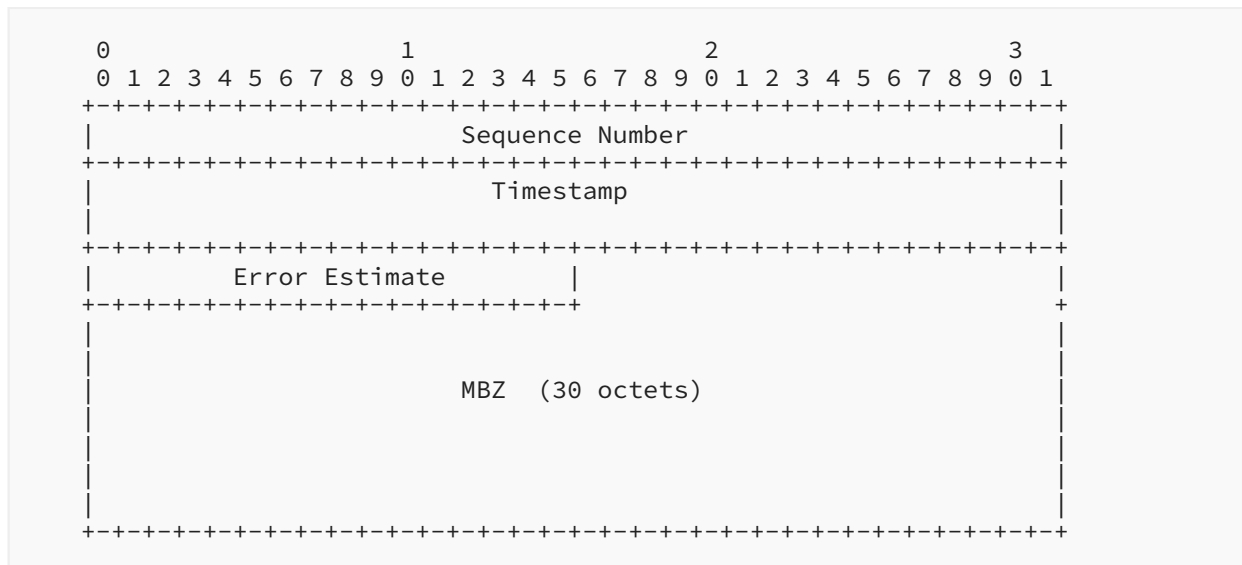 0                   1                   2                   3
 0 1 2 3 4 5 6 7 8 9 0 1 2 3 4 5 6 7 8 9 0 1 2 3 4 5 6 7 8 9 0 1
+-+-+-+-+-+-+-+-+-+-+-+-+-+-+-+-+-+-+-+-+-+-+-+-+-+-+-+-+-+-+-+-+
|                        Sequence Number                        |
+-+-+-+-+-+-+-+-+-+-+-+-+-+-+-+-+-+-+-+-+-+-+-+-+-+-+-+-+-+-+-+-+
|                          Timestamp                            |
|                                                               |
+-+-+-+-+-+-+-+-+-+-+-+-+-+-+-+-+-+-+-+-+-+-+-+-+-+-+-+-+-+-+-+-+
|         Error Estimate        |                               |
+-+-+-+-+-+-+-+-+-+-+-+-+-+-+-+-+                               +
|                                                               |
|                                                               |
|                        MBZ  (30 octets)                       |
|                                                               |
|                                                               |
|                                                               |
|                                                               |
+-+-+-+-+-+-+-+-+-+-+-+-+-+-+-+-+-+-+-+-+-+-+-+-+-+-+-+-+-+-+-+-+